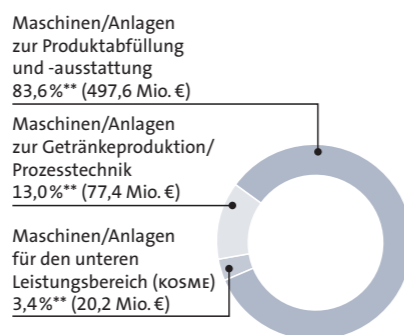 Maschinen/Anlagen
zur Produktabfüllung
und -ausstattung
83,6%** (497,6 Mio. €)
Maschinen/Anlagen
zur Getränkeproduktion/
Prozesstechnik
13,0%** (77,4 Mio. €)
Maschinen/Anlagen
für den unteren
Leistungsbereich (KOSME)
3,4%** (20,2 Mio. €)